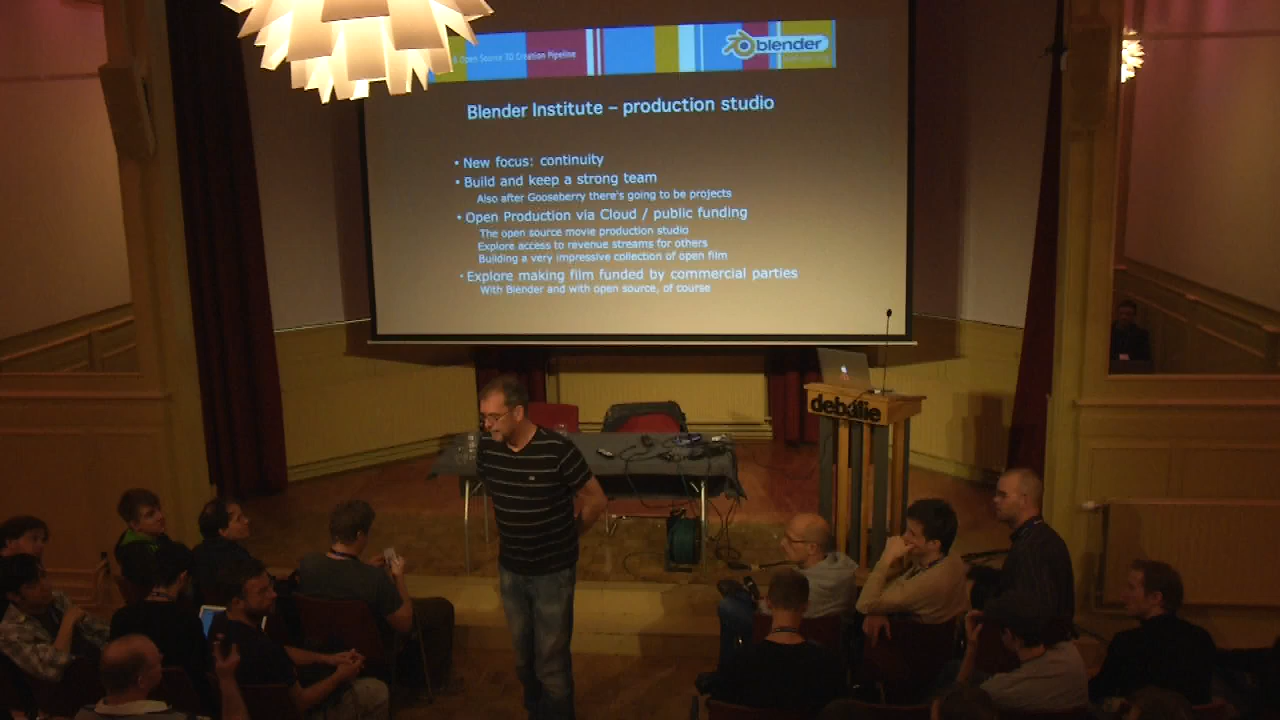 & Open Source 3D Creation Pipeline
blender
Blender Institute – production studio
• New focus: continuity
• Build and keep a strong team
Also after Gooseberry there's going to be projects
• Open Production via Cloud / public funding
The open source movie production studio
Explore access to revenue streams for others
Building a very impressive collection of open film
• Explore making film funded by commercial parties
With Blender and with open source, of course
debalie